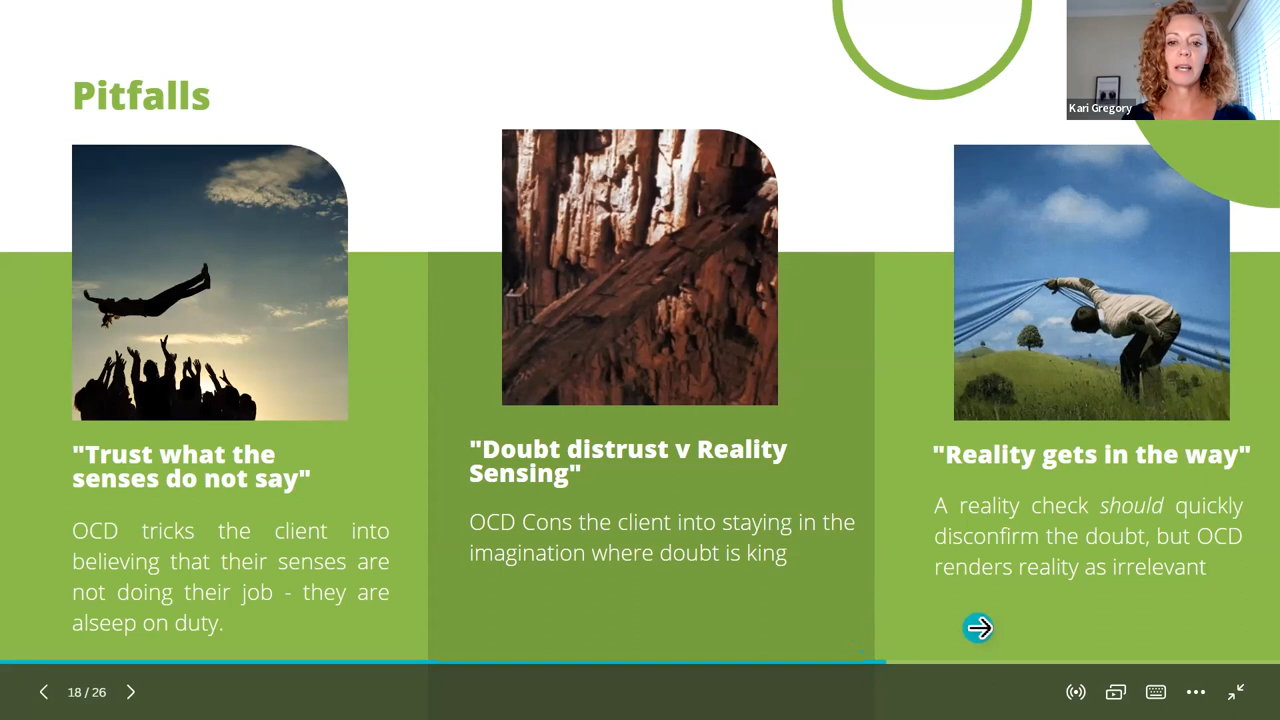 Pitfalls
Kari Gregory
"Trust what the
senses do not say"
OCD tricks the client into
believing that their senses are
not doing their job - they are
alseep on duty.
"Doubt distrust v Reality
Sensing"
OCD Cons the client into staying in the
imagination where doubt is king
"Reality gets in the way"
A reality check should quickly
disconfirm the doubt, but OCD
renders reality as irrelevant
18 / 26